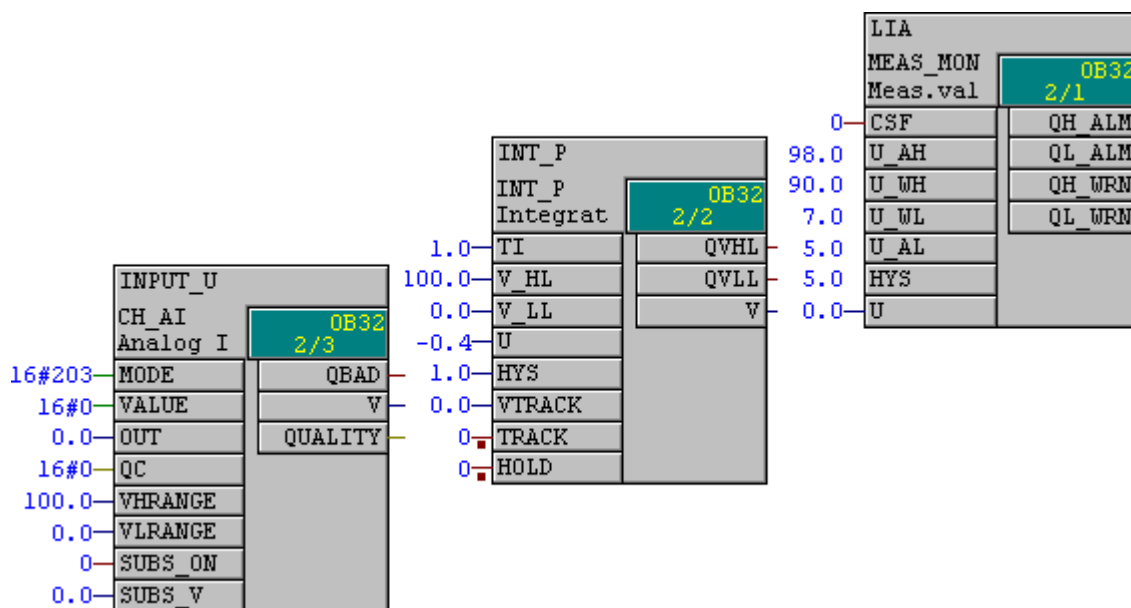 LIA
MEAS_MON OB32
Meas.val 2/1
0 CSF QH_ALM
98.0 U_AH QL_ALM
90.0 U_WH QH_WRN
7.0 U_WL QL_WRN
5.0 U_AL
5.0 HYS
0.0 U
INT_P
INT_P OB32
Integrat 2/2
1.0 TI QVHL
100.0 V_HL QVLL
0.0 V_LL V
-0.4 U
1.0 HYS
0.0 VTRACK
0 TRACK
0 HOLD
INPUT_U
CH_AI OB32
Analog I 2/3
16#203 MODE QBAD
16#0 VALUE V
0.0 OUT QUALITY
16#0 QC
100.0 VHRANGE
0.0 VLRANGE
0 SUBS_ON
0.0 SUBS_V